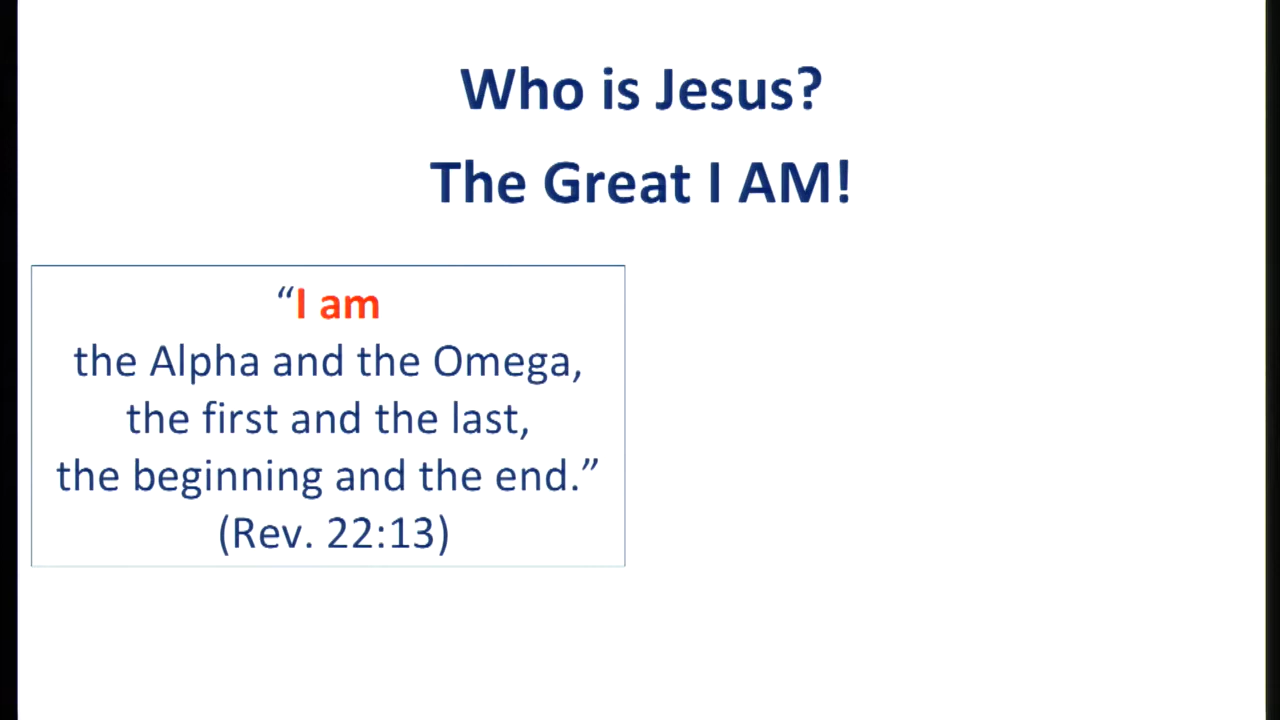 Who is Jesus?
The Great I AM!
“I am
the Alpha and the Omega,
the first and the last,
the beginning and the end.”
(Rev. 22:13)